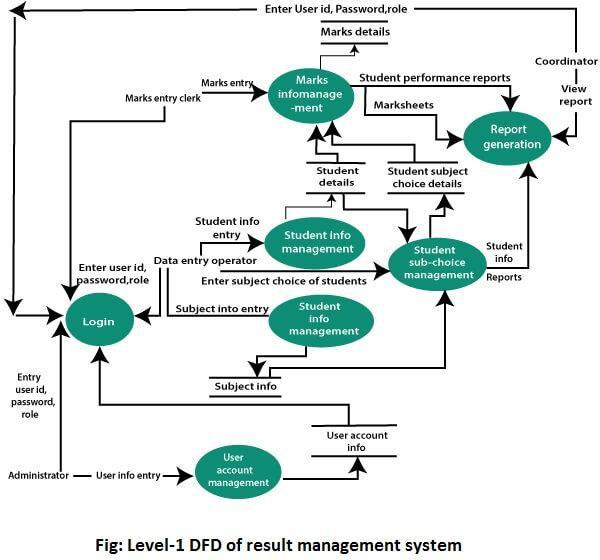 Enter User id, Password,role
Marks details
Coordinator
View
report
Marks entry
Marks entry clerk
Marks
infomanage
-ment
Student performance reports
Marksheets
Report
generation
Student
details
Student subject
choice details
Student info
entry
Student info
management
Data entry operator
Enter user id,
password,role
Enter subject choice of students
Student
sub-choice
management
Student
info
Reports
Login
Subject into entry
Student
info
management
Subject info
Entry
user id,
password,
role
User account
info
Administrator
User info entry
User
account
management
Fig: Level-1 DFD of result management system